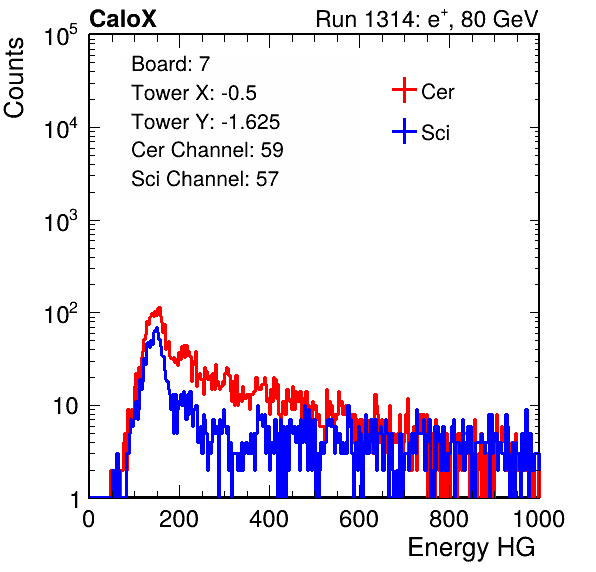 CaloX Run 1314: e⁺, 80 GeV
Counts
10⁵
10⁴
10³
10²
10
1
Board: 7
Tower X: -0.5
Tower Y: -1.625
Cer Channel: 59
Sci Channel: 57
Cer
Sci
0 200 400 600 800 1000
Energy HG